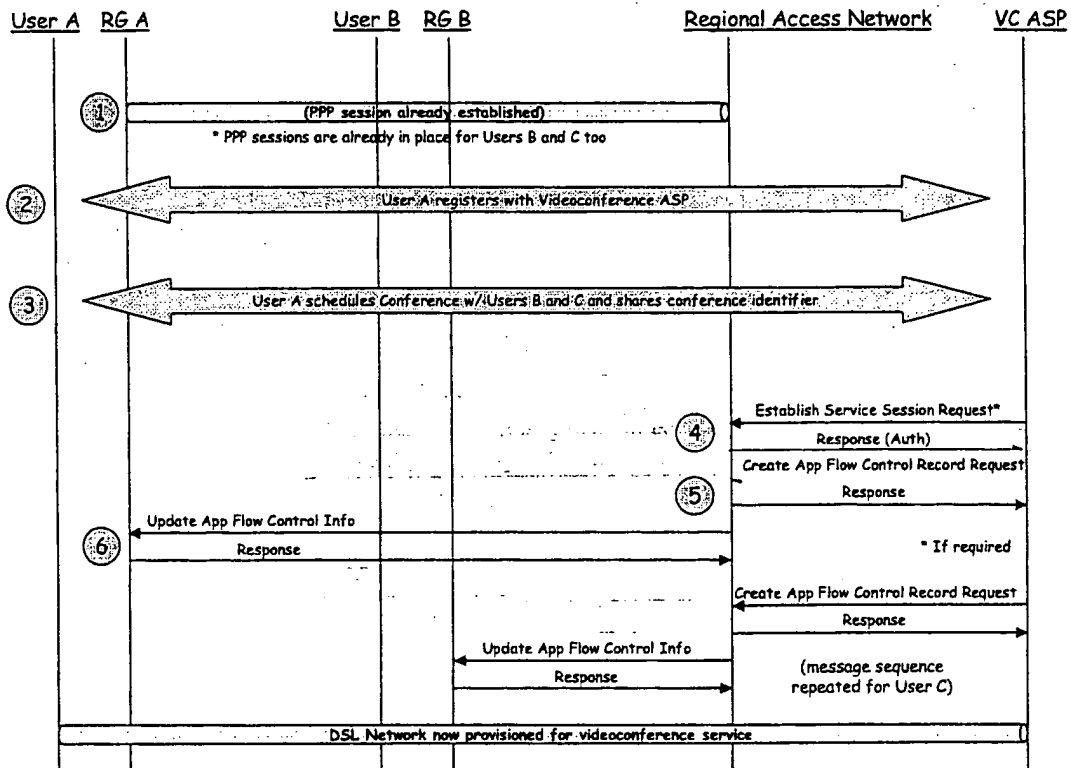 User A RG A User B RG B Regional Access Network VC ASP
1
(PPP session already established)
* PPP sessions are already in place for Users B and C too
2
User A registers with Videoconference ASP
3
User A schedules Conference w/ Users B and C and shares conference identifier
Establish Service Session Request*
4
Response (Auth)
Create App Flow Control Record Request
5
Response
Update App Flow Control Info
6
Response
* If required
Create App Flow Control Record Request
Response
Update App Flow Control Info
Response
(message sequence
repeated for User C)
DSL Network now provisioned for videoconference service